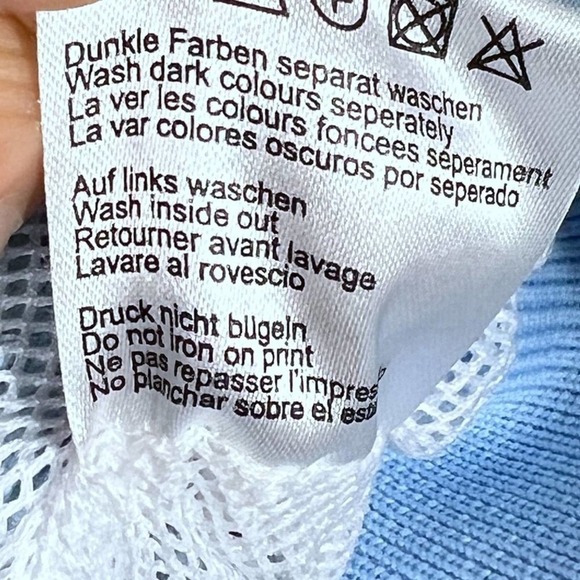 P
Dunkle Farben separat waschen
Wash dark colours seperately
La ver les colours foncees seperament
La var colores oscuros por seperado
Auf links waschen
Wash inside out
Retourner avant lavage
Lavare al rovescio
Druck nicht bügeln
Do not iron on print
Ne pas repasser l'impres
No planchar sobre el